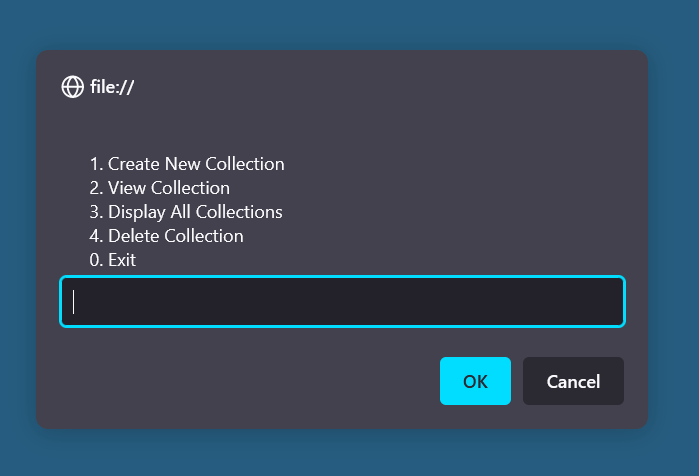 file://
1. Create New Collection
2. View Collection
3. Display All Collections
4. Delete Collection
0. Exit
OK Cancel